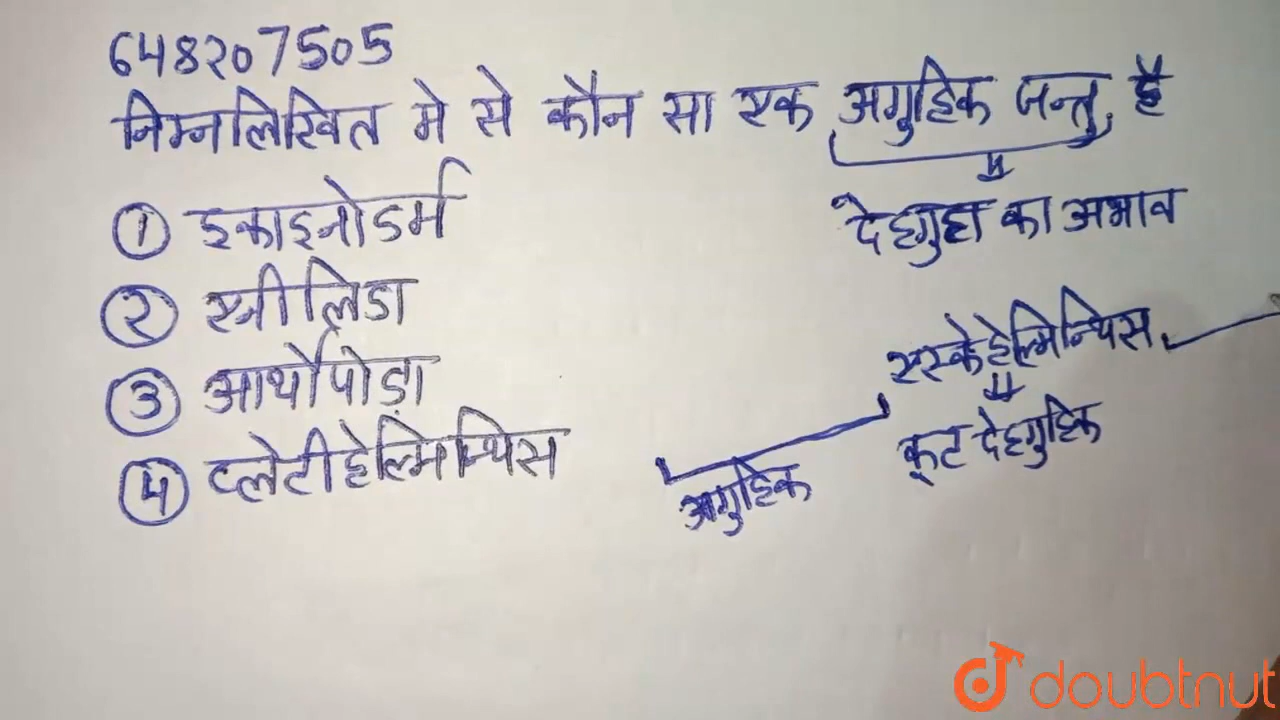 648207505
निम्नलिखित मे से कौन सा एक अगुहिक जन्तु है
① इकाइनोडर्म
देहगुहा का अभाव
② एनीलिडा
③ आर्थोपोड़ा
एस्केहेल्मिन्थिस
④ प्लेटीहेल्मिन्थिस
कूट देहगुहिक
अगुहिक
doubtnut